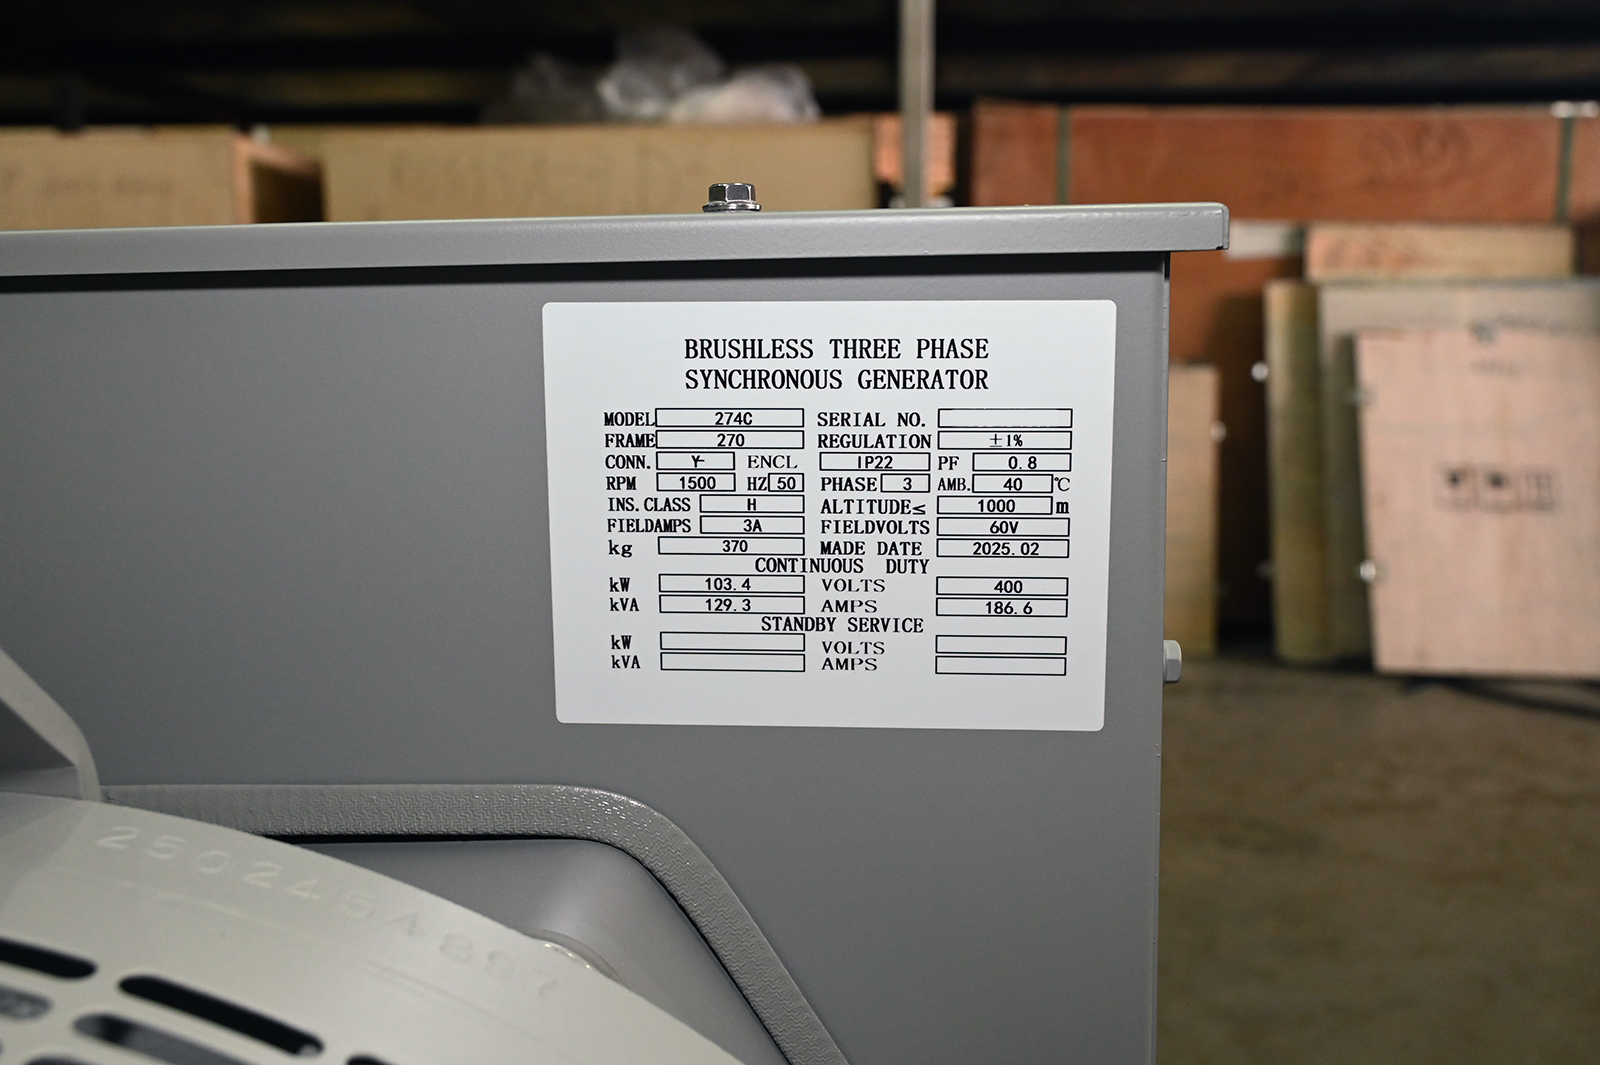 BRUSHLESS THREE PHASE
SYNCHRONOUS GENERATOR
MODEL 274C SERIAL NO.
FRAME 270 REGULATION ±1%
CONN. Y ENCL IP22 PF 0.8
RPM 1500 HZ 50 PHASE 3 AMB. 40 ℃
INS.CLASS H ALTITUDE≤ 1000 m
FIELDAMPS 3A FIELDVOLTS 60V
kg 370 MADE DATE 2025.02
CONTINUOUS DUTY
kW 103.4 VOLTS 400
kVA 129.3 AMPS 186.6
STANDBY SERVICE
kW VOLTS
kVA AMPS
250245A897